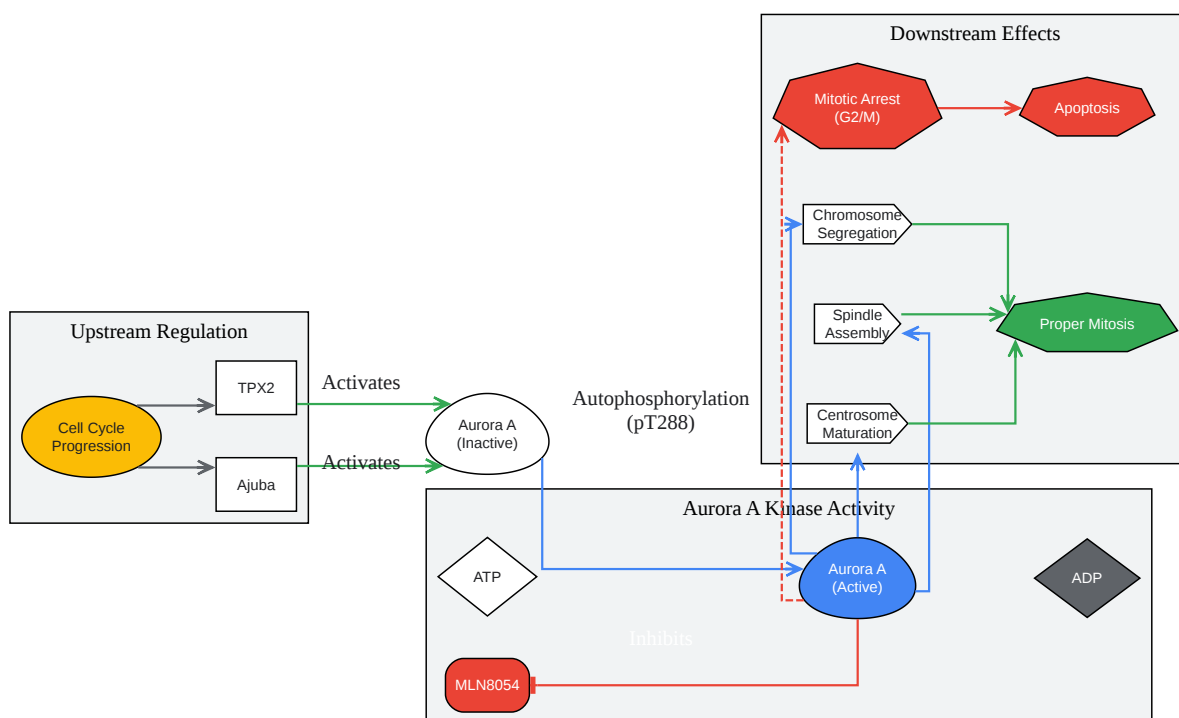 Downstream Effects
Mitotic Arrest
(G2/M)
Apoptosis
Chromosome
Segregation
Spindle
Assembly
Proper Mitosis
Centrosome
Maturation
Upstream Regulation
TPX2
Cell Cycle
Progression
Ajuba
Activates
Activates
Aurora A
(Inactive)
Autophosphorylation
(pT288)
Aurora A Kinase Activity
ATP
Aurora A
(Active)
ADP
Inhibits
MLN8054